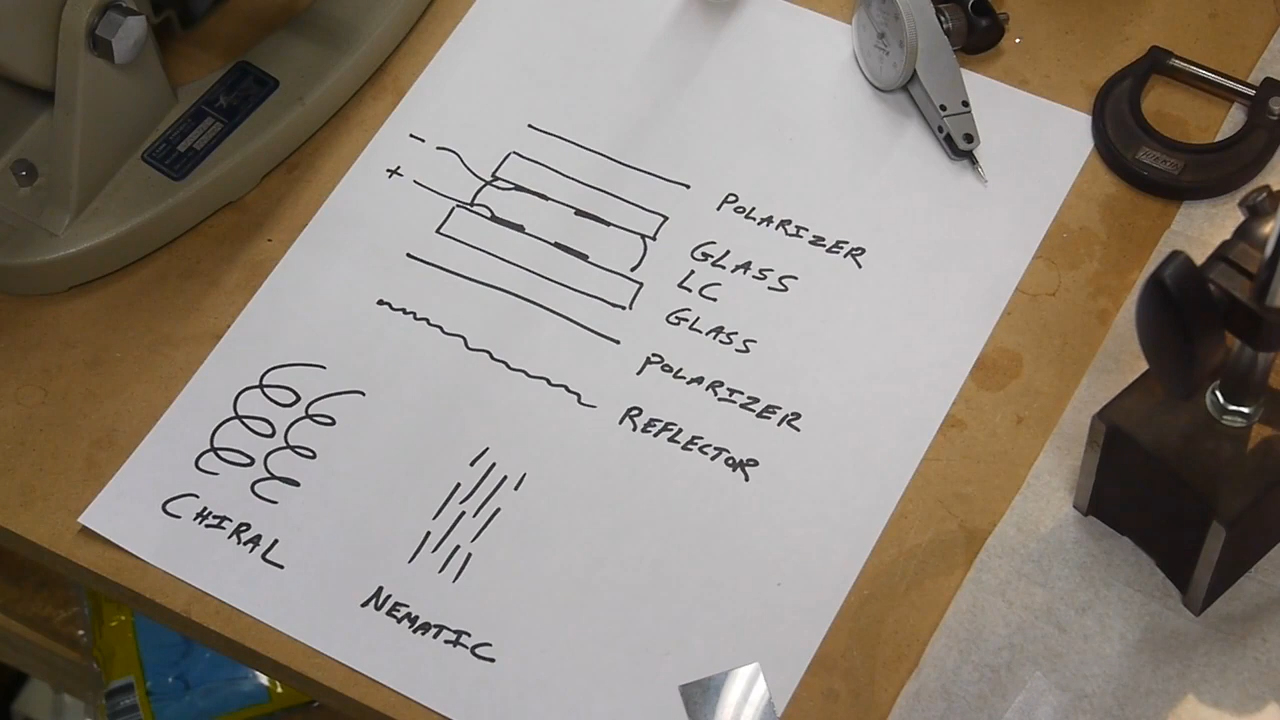 -
+
POLARIZER
GLASS
LC
GLASS
POLARIZER
REFLECTOR
CHIRAL
NEMATIC